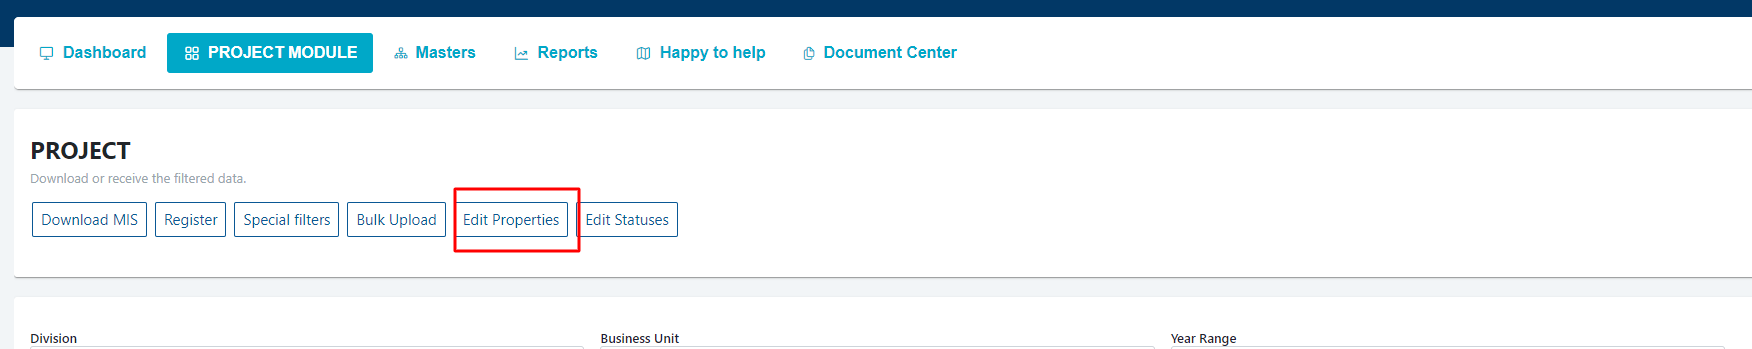 Dashboard PROJECT MODULE Masters Reports Happy to help Document Center
PROJECT
Download or receive the filtered data.
Download MIS Register Special filters Bulk Upload Edit Properties Edit Statuses
Division Business Unit Year Range